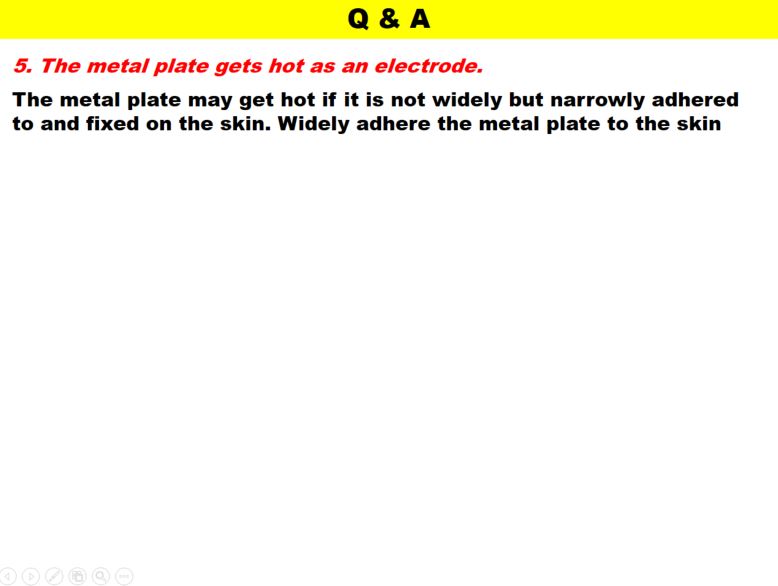 Q & A
5. The metal plate gets hot as an electrode.
The metal plate may get hot if it is not widely but narrowly adhered
to and fixed on the skin. Widely adhere the metal plate to the skin